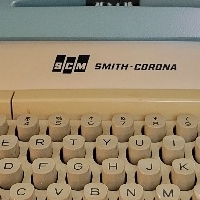 SCM SMITH-CORONA
E R T Y U I
D F G H J K
C V B N M